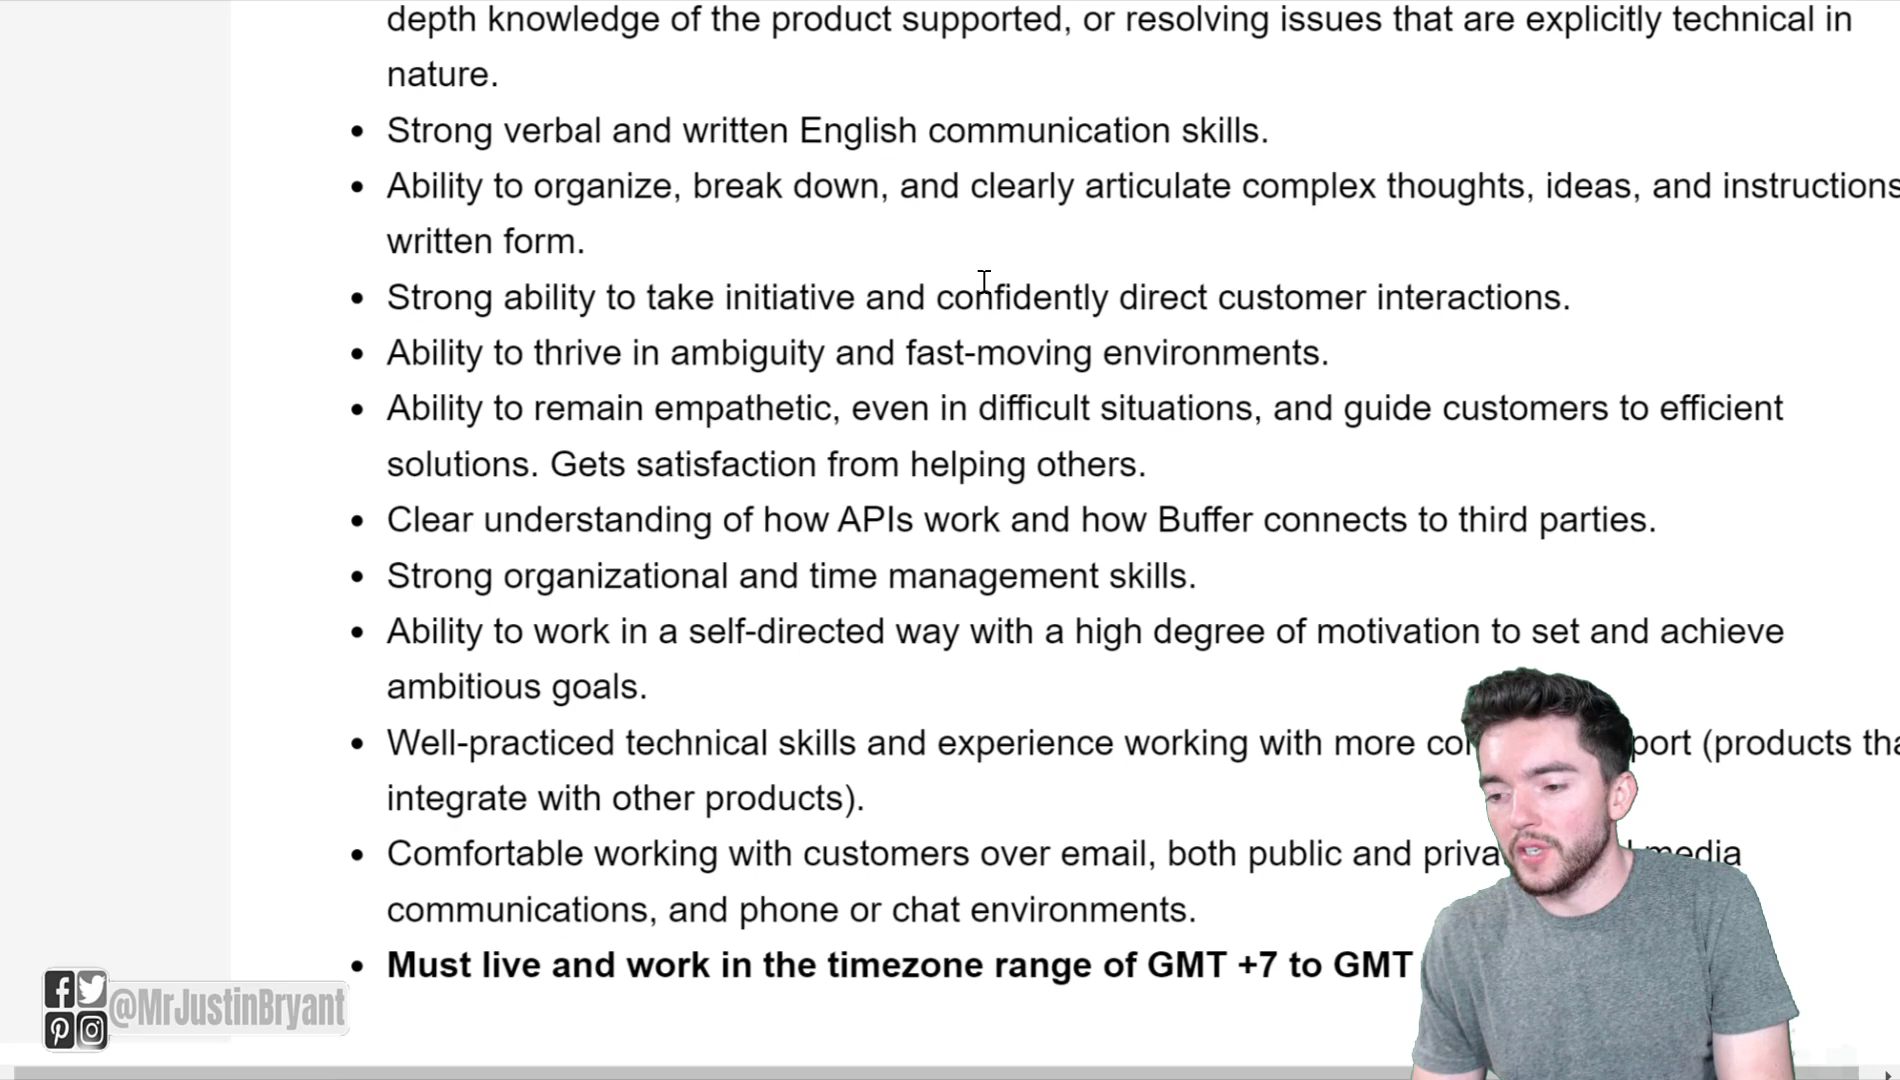 depth knowledge of the product supported, or resolving issues that are explicitly technical in
nature.
• Strong verbal and written English communication skills.
• Ability to organize, break down, and clearly articulate complex thoughts, ideas, and instructions
written form.
• Strong ability to take initiative and confidently direct customer interactions.
• Ability to thrive in ambiguity and fast-moving environments.
• Ability to remain empathetic, even in difficult situations, and guide customers to efficient
solutions. Gets satisfaction from helping others.
• Clear understanding of how APIs work and how Buffer connects to third parties.
• Strong organizational and time management skills.
• Ability to work in a self-directed way with a high degree of motivation to set and achieve
ambitious goals.
• Well-practiced technical skills and experience working with more (products
integrate with other products).
• Comfortable working with customers over email, both public and media
communications, and phone or chat environments.
• Must live and work in the timezone range of GMT +7 to GMT
@MrJustinBryant